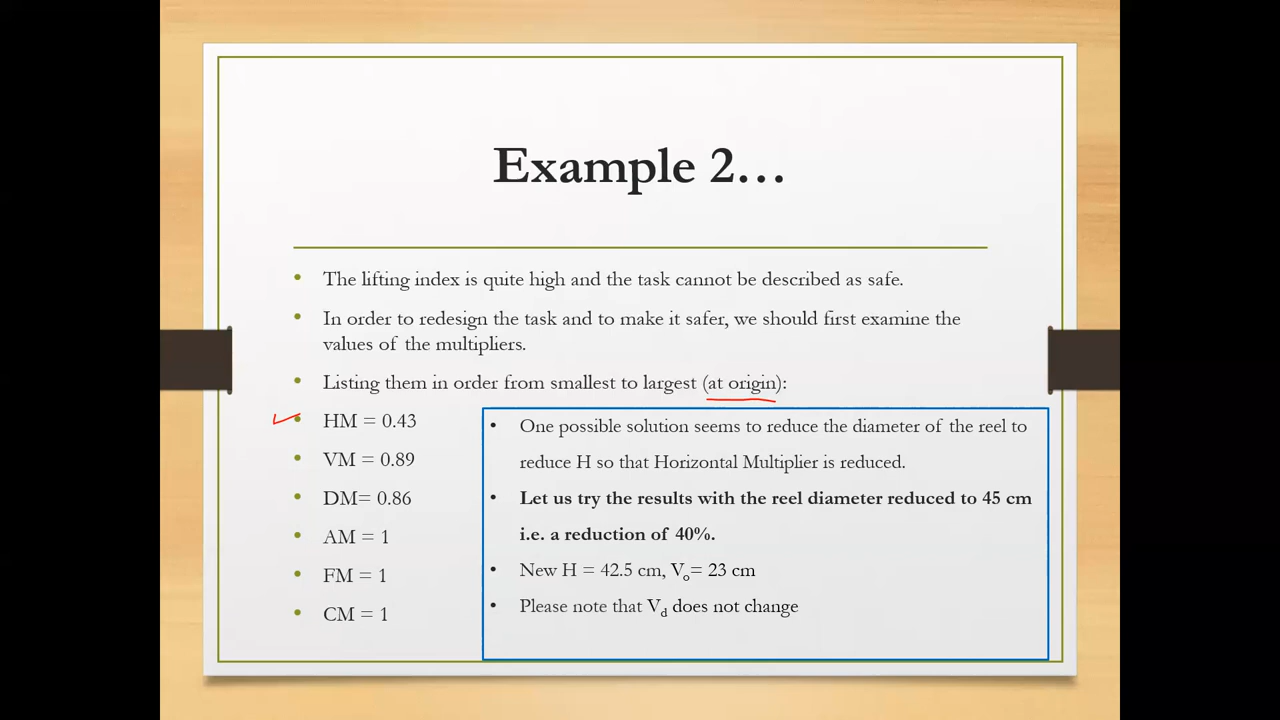 Example 2…
The lifting index is quite high and the task cannot be described as safe.
In order to redesign the task and to make it safer, we should first examine the
values of the multipliers.
Listing them in order from smallest to largest (at origin):
HM = 0.43
VM = 0.89
DM= 0.86
AM = 1
FM = 1
CM = 1
One possible solution seems to reduce the diameter of the reel to
reduce H so that Horizontal Multiplier is reduced.
Let us try the results with the reel diameter reduced to 45 cm
i.e. a reduction of 40%.
New H = 42.5 cm, Vo= 23 cm
Please note that Vd does not change